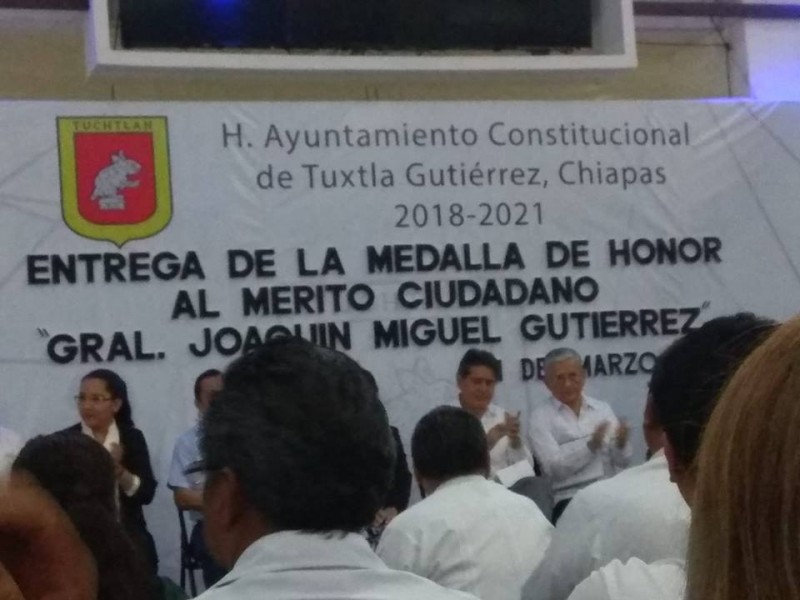 TUCHTLAN
H. Ayuntamiento Constitucional
de Tuxtla Gutiérrez, Chiapas
2018-2021
ENTREGA DE LA MEDALLA DE HONOR
AL MERITO CIUDADANO
"GRAL. JOAQUIN MIGUEL GUTIERREZ"
DE MARZO